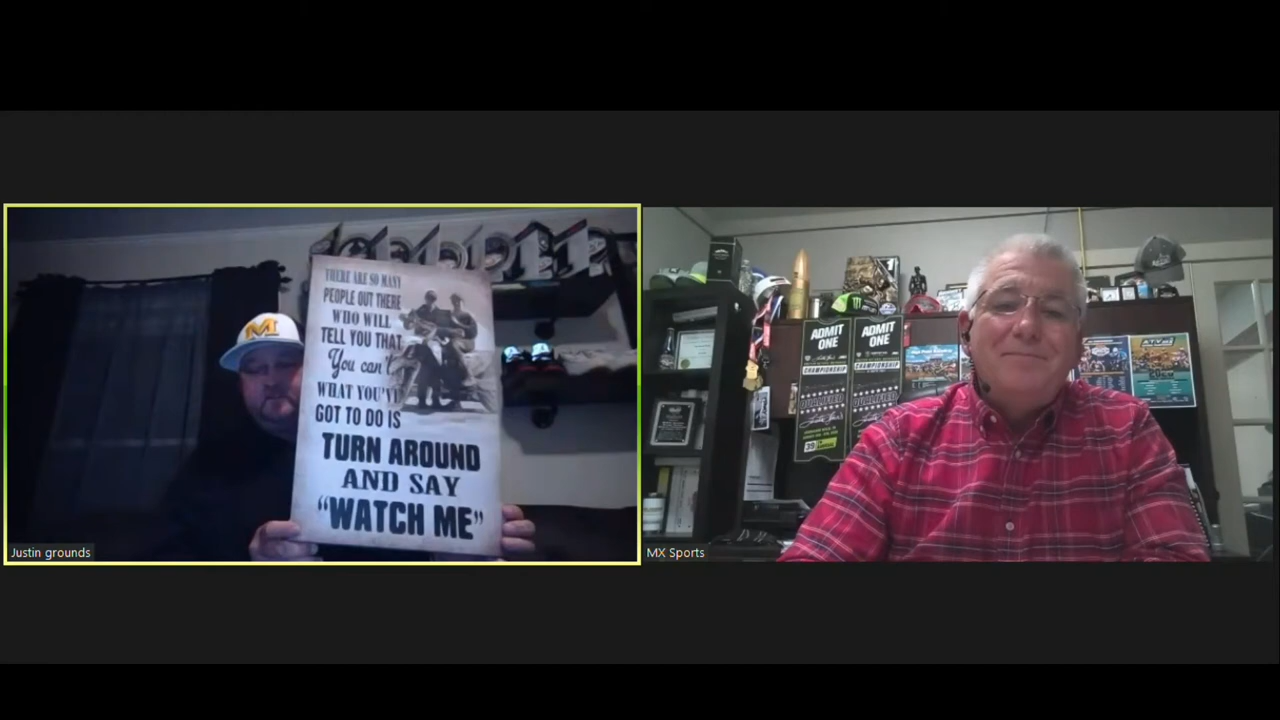 M
THERE ARE SO MANY
PEOPLE OUT THERE
WHO WILL
TELL YOU THAT
You can't
WHAT YOU'VE
GOT TO DO IS
TURN AROUND
AND SAY
"WATCH ME"
Justin grounds
ADMIT
ONE
CHAMPIONSHIP
ADMIT
ONE
CHAMPIONSHIP
MX Sports